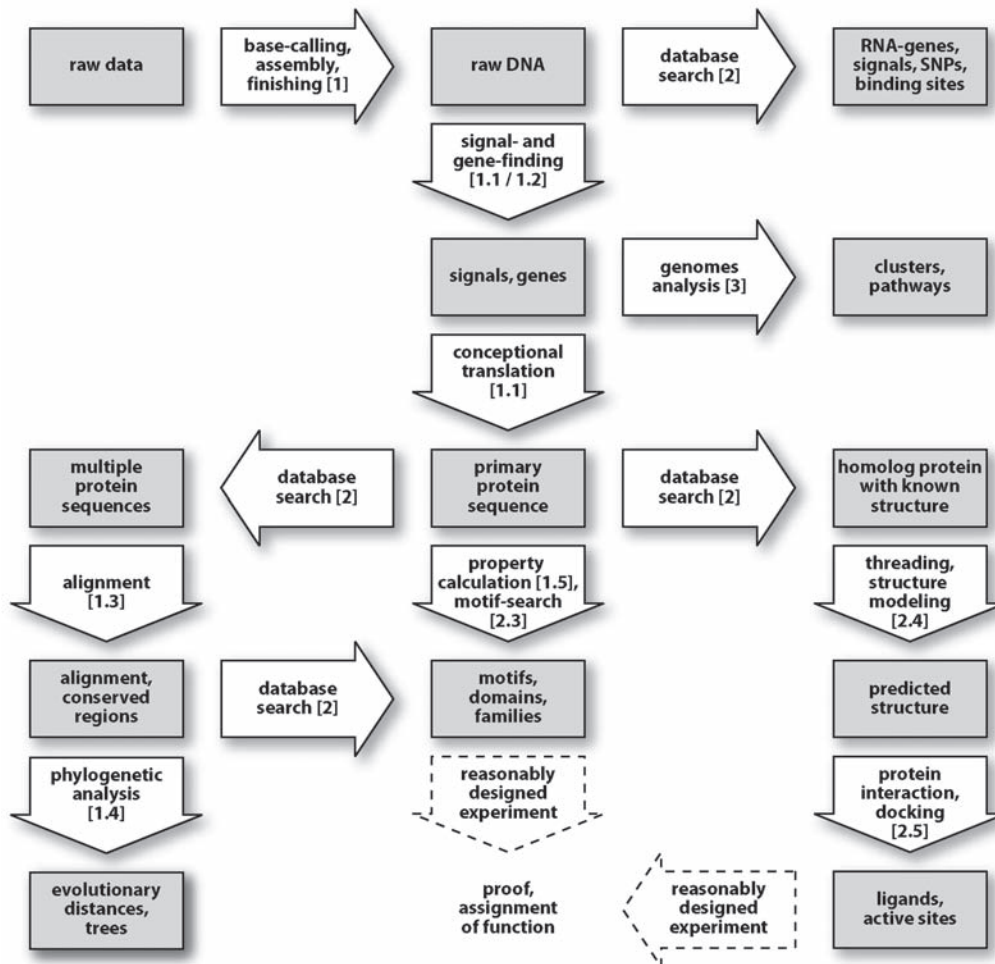 raw data
base-calling,
assembly,
finishing [1]
raw DNA
database
search [2]
RNA-genes,
signals, SNPs,
binding sites
signal- and
gene-finding
[1.1 / 1.2]
signals, genes
genomes
analysis [3]
clusters,
pathways
conceptional
translation
[1.1]
multiple
protein
sequences
database
search [2]
primary
protein
sequence
database
search [2]
homolog protein
with known
structure
alignment
[1.3]
property
calculation [1.5],
motif-search
[2.3]
threading,
structure
modeling
[2.4]
alignment,
conserved
regions
database
search [2]
motifs,
domains,
families
predicted
structure
phylogenetic
analysis
[1.4]
reasonably
designed
experiment
protein
interaction,
docking
[2.5]
evolutionary
distances,
trees
proof,
assignment
of function
reasonably
designed
experiment
ligands,
active sites